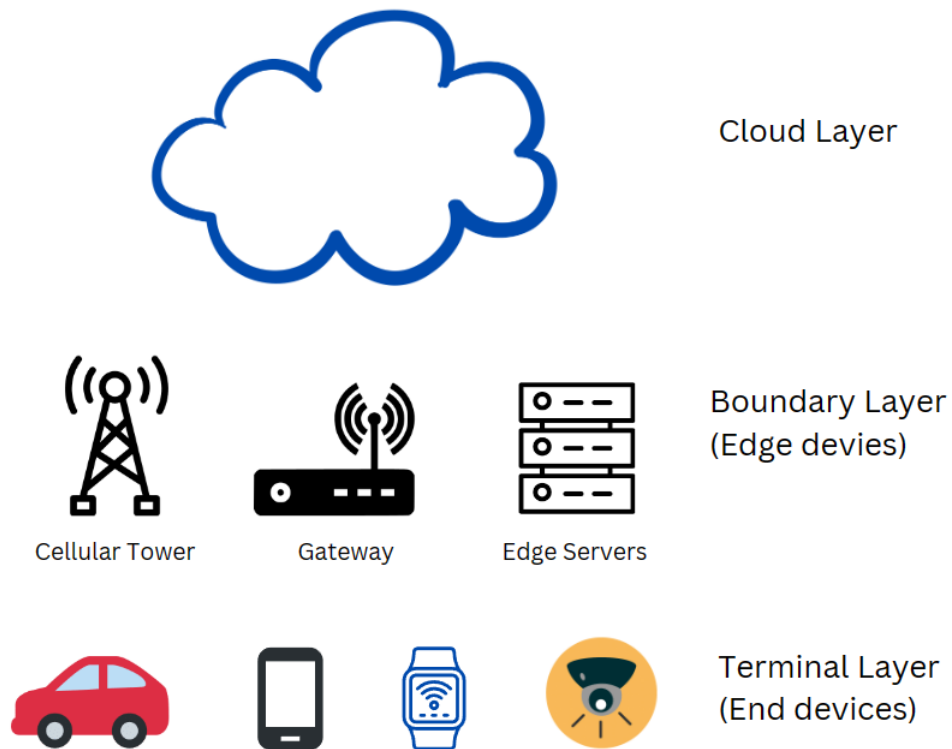 Cloud Layer
Boundary Layer
(Edge devies)
Cellular Tower
Gateway
Edge Servers
Terminal Layer
(End devices)